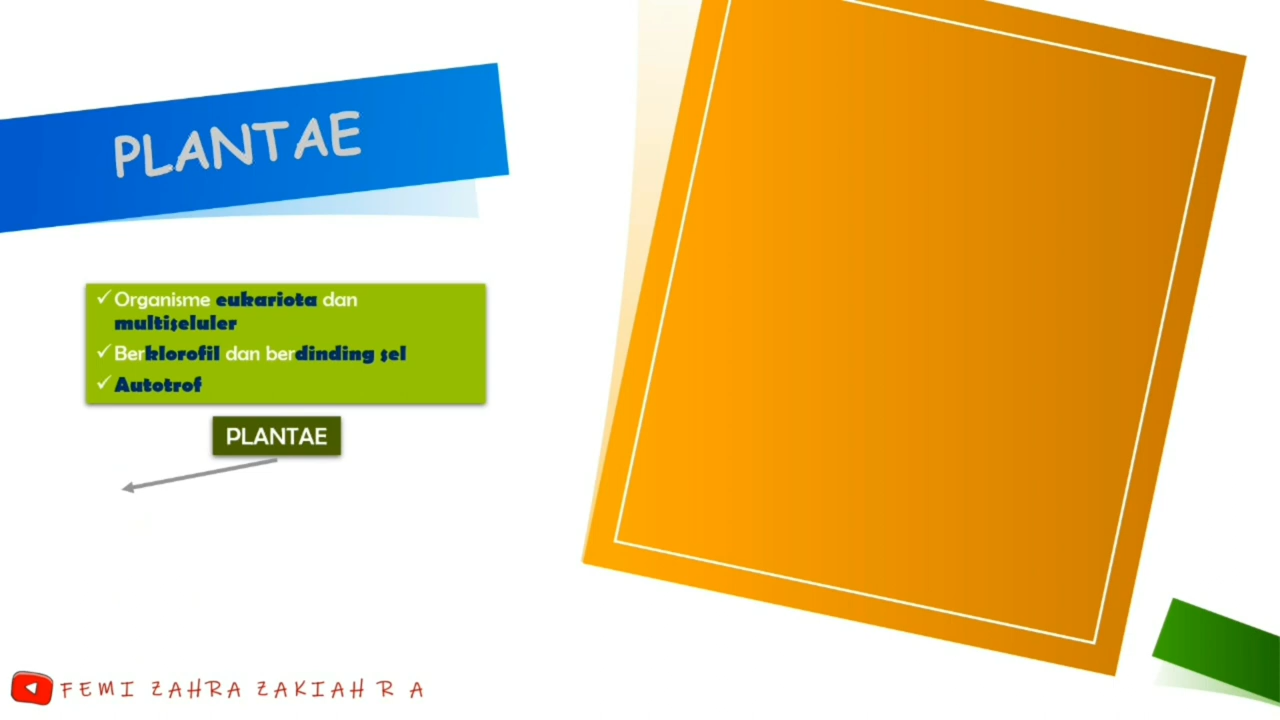 PLANTAE
✓ Organisme eukariota dan
multiseluler
✓ Berklorofil dan berdinding sel
✓ Autotrof
PLANTAE
FEMI ZAHRA ZAKIAH R A